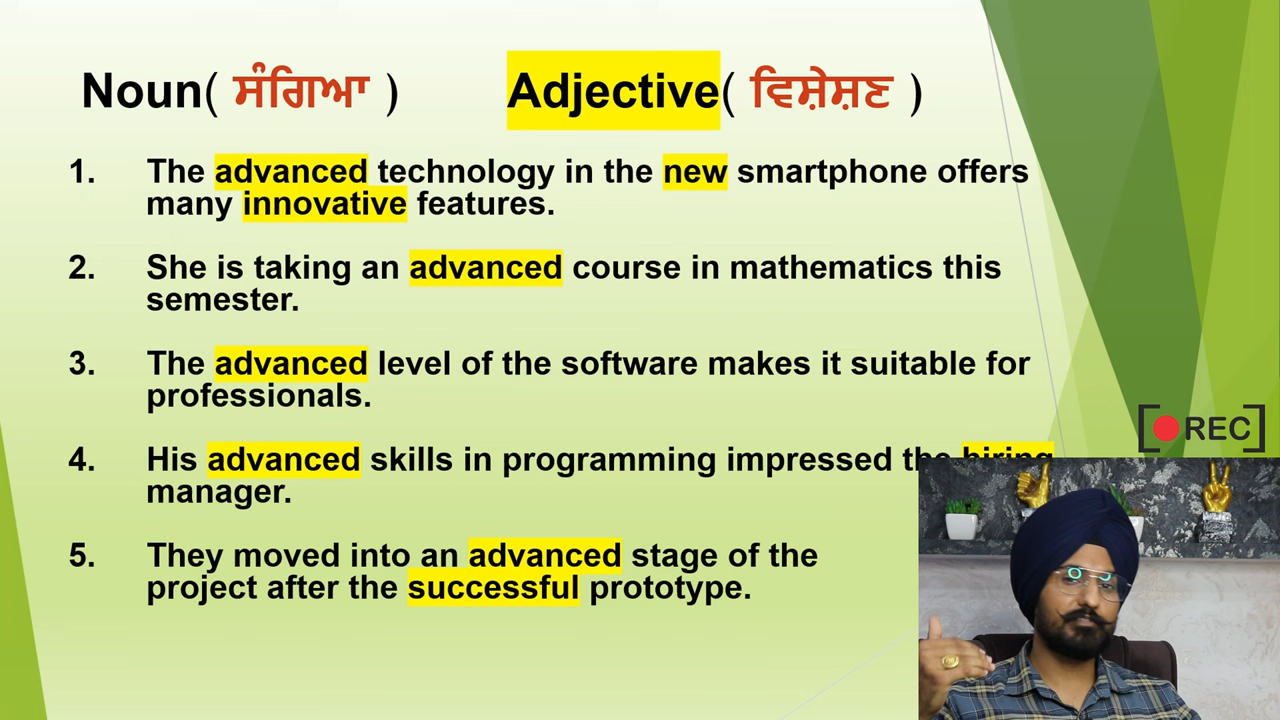 Noun( ਸੰਗਿਆ ) Adjective( ਵਿਸ਼ੇਸ਼ਣ )
1. The advanced technology in the new smartphone offers
many innovative features.
2. She is taking an advanced course in mathematics this
semester.
3. The advanced level of the software makes it suitable for
professionals.
4. His advanced skills in programming impressed the hiring
manager.
5. They moved into an advanced stage of the
project after the successful prototype.
[REC]